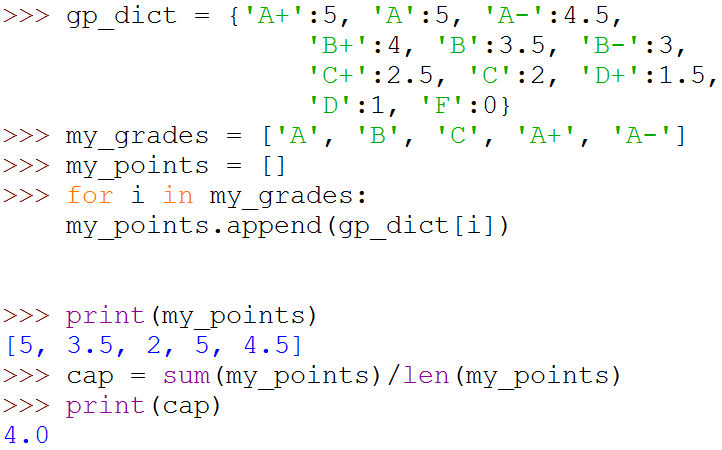 >>> gp_dict = {'A+':5, 'A':5, 'A-':4.5,
'B+':4, 'B':3.5, 'B-':3,
'C+':2.5, 'C':2, 'D+':1.5,
'D':1, 'F':0}
>>> my_grades = ['A', 'B', 'C', 'A+', 'A-']
>>> my_points = []
>>> for i in my_grades:
my_points.append(gp_dict[i])
>>> print(my_points)
[5, 3.5, 2, 5, 4.5]
>>> cap = sum(my_points)/len(my_points)
>>> print(cap)
4.0